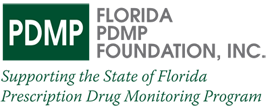 PDMP
FLORIDA
PDMP
FOUNDATION, INC.
Supporting the State of Florida
Prescription Drug Monitoring Program